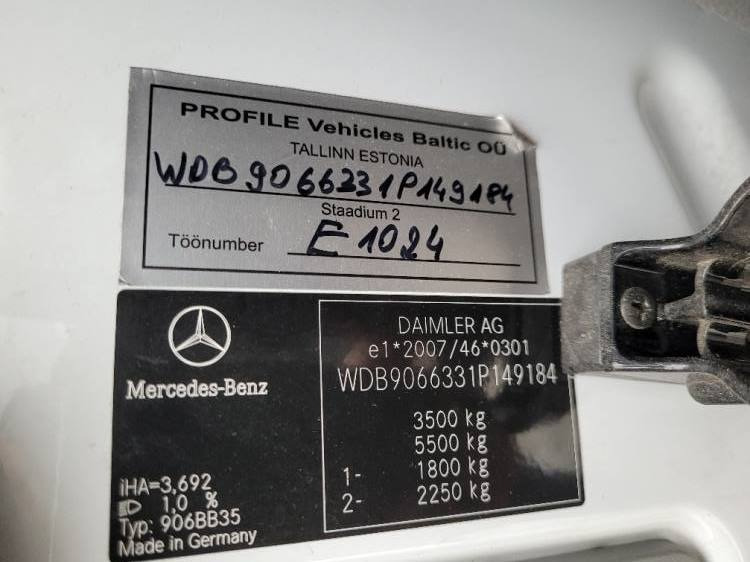 PROFILE Vehicles Baltic OÜ
TALLINN ESTONIA
WDB9066331P149184
Staadium 2
Töönumber E1024
Mercedes-Benz
iHA=3,692
1,0 %
Typ: 906BB35
Made in Germany
DAIMLER AG
e1*2007/46*0301
WDB9066331P149184
3500 kg
5500 kg
1- 1800 kg
2- 2250 kg